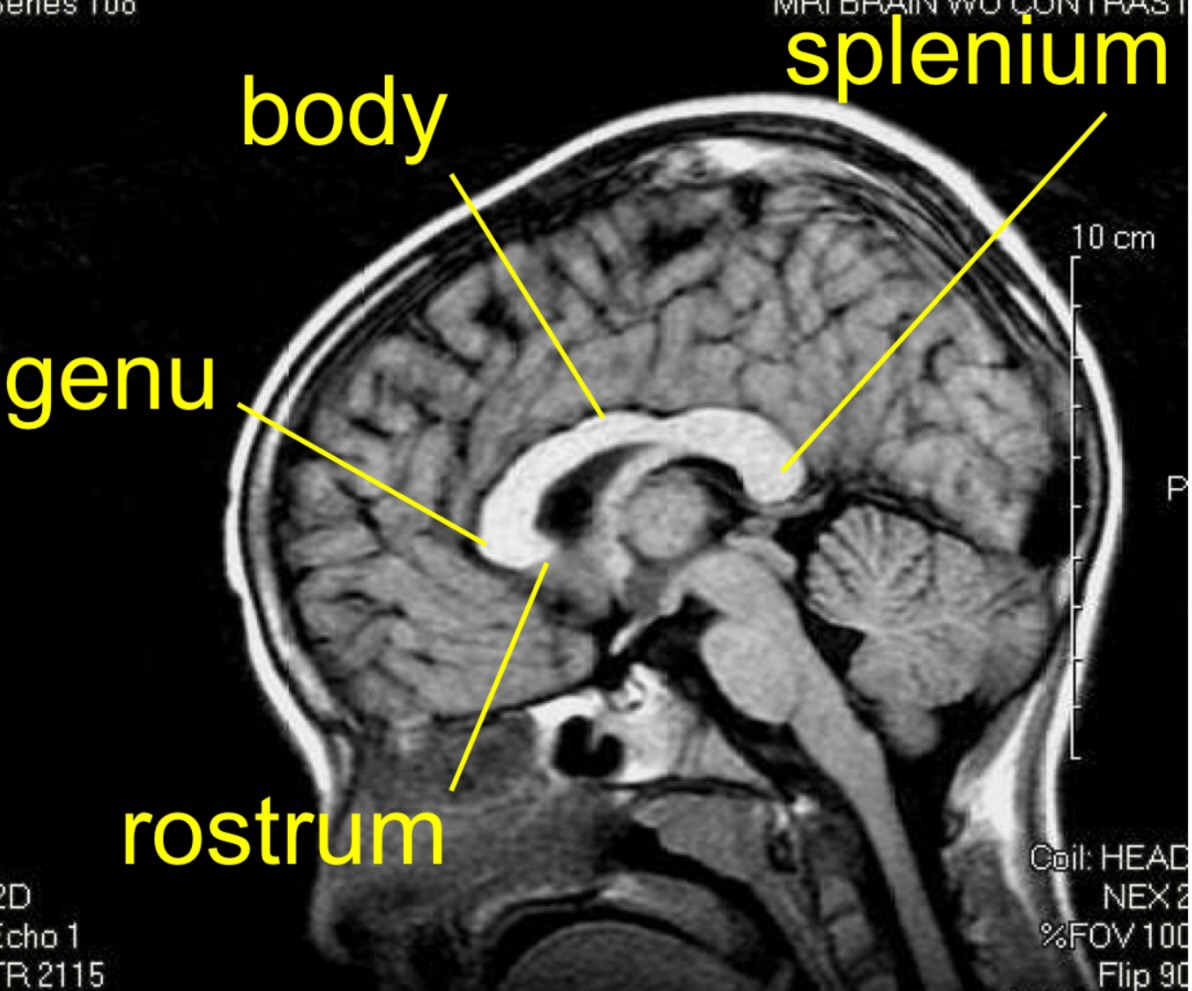 Series 108
MRI BRAIN WO CONTRAST
splenium
body
10 cm
genu
P
rostrum
Coil: HEAD
2D
NEX 2
Echo 1
%FOV 100
TR 2115
Flip 90